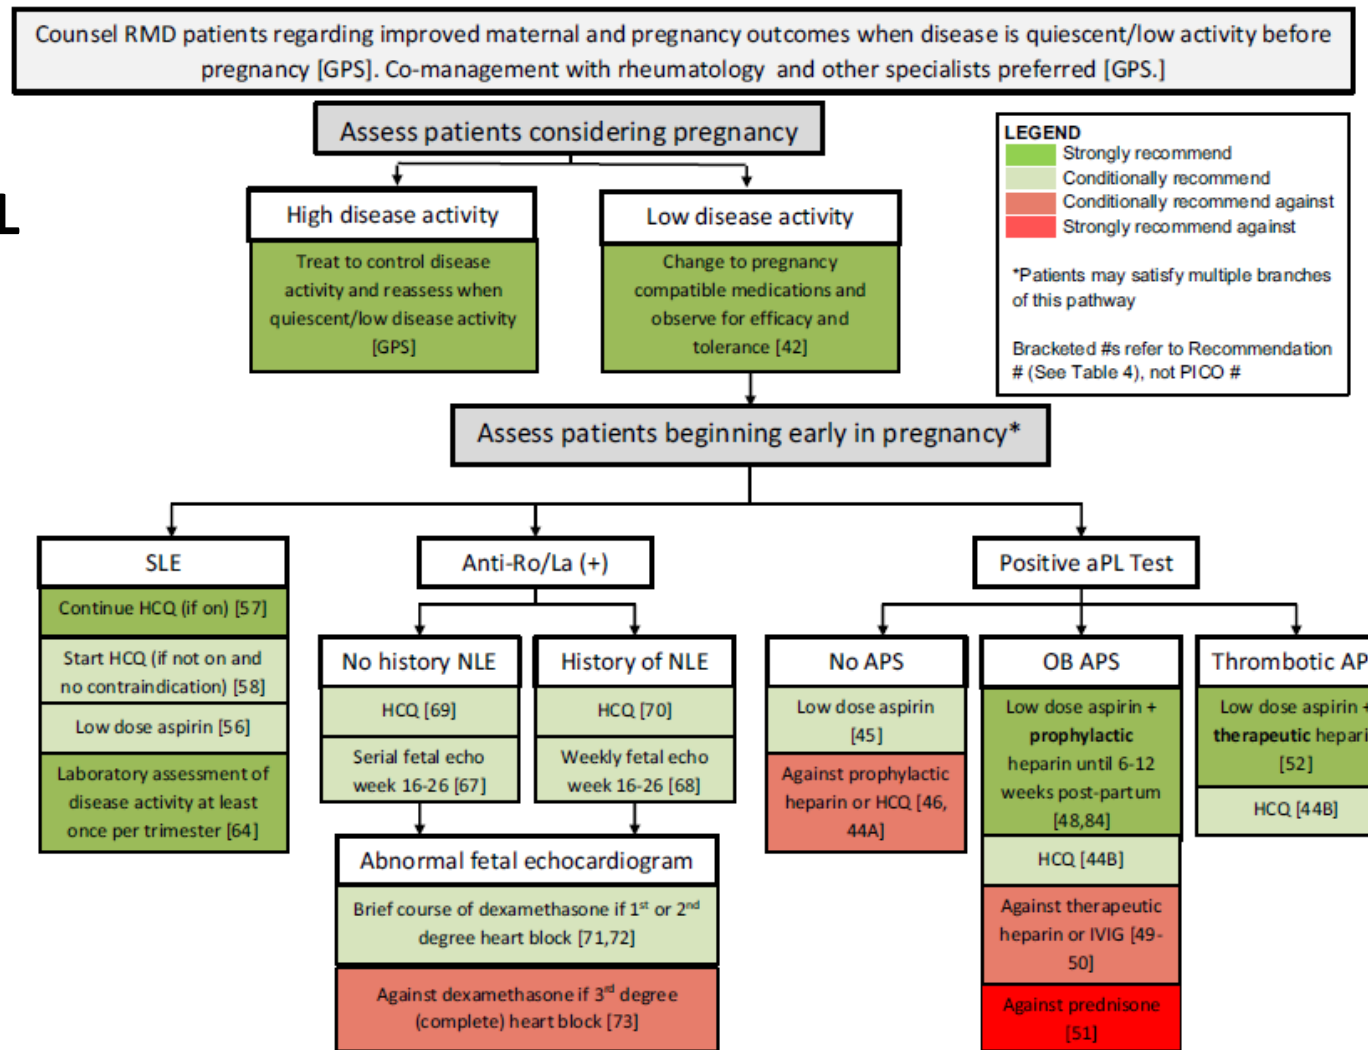 Counsel RMD patients regarding improved maternal and pregnancy outcomes when disease is quiescent/low activity before
pregnancy [GPS]. Co-management with rheumatology and other specialists preferred [GPS.]
Assess patients considering pregnancy
LEGEND
Strongly recommend
Conditionally recommend
Conditionally recommend against
Strongly recommend against
*Patients may satisfy multiple branches
of this pathway
Bracketed #s refer to Recommendation
# (See Table 4), not PICO #
High disease activity
Treat to control disease
activity and reassess when
quiescent/low disease activity
[GPS]
Low disease activity
Change to pregnancy
compatible medications and
observe for efficacy and
tolerance [42]
Assess patients beginning early in pregnancy*
SLE
Continue HCQ (if on) [57]
Start HCQ (if not on and
no contraindication) [58]
Low dose aspirin [56]
Laboratory assessment of
disease activity at least
once per trimester [64]
Anti-Ro/La (+)
No history NLE
HCQ [69]
Serial fetal echo
week 16-26 [67]
History of NLE
HCQ [70]
Weekly fetal echo
week 16-26 [68]
Abnormal fetal echocardiogram
Brief course of dexamethasone if 1st or 2nd
degree heart block [71,72]
Against dexamethasone if 3rd degree
(complete) heart block [73]
Positive aPL Test
No APS
Low dose aspirin
[45]
Against prophylactic
heparin or HCQ [46,
44A]
OB APS
Low dose aspirin +
prophylactic
heparin until 6-12
weeks post-partum
[48,84]
HCQ [44B]
Against therapeutic
heparin or IVIG [49-
50]
Against prednisone
[51]
Thrombotic AP
Low dose aspirin +
therapeutic hepari
[52]
HCQ [44B]